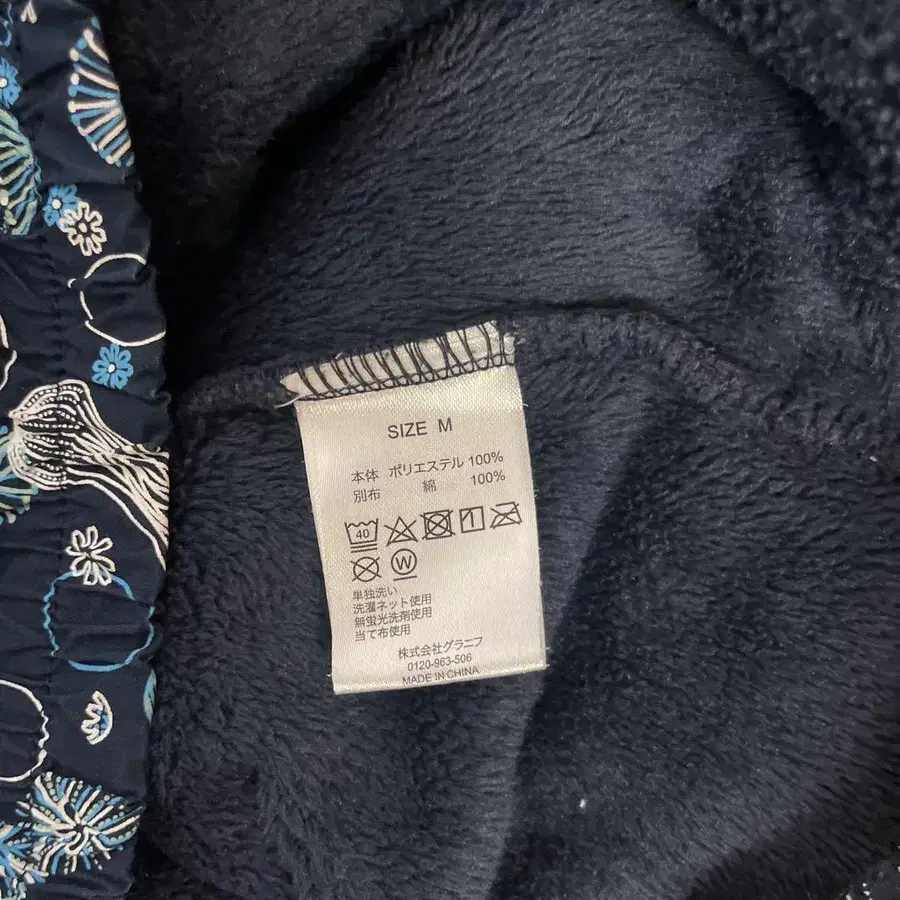 SIZE M
本体 ポリエステル 100%
別布 綿 100%
40 1
W
単独洗い
洗濯ネット使用
無蛍光洗剤使用
当て布使用
株式会社グラニフ
0120-963-506
MADE IN CHINA